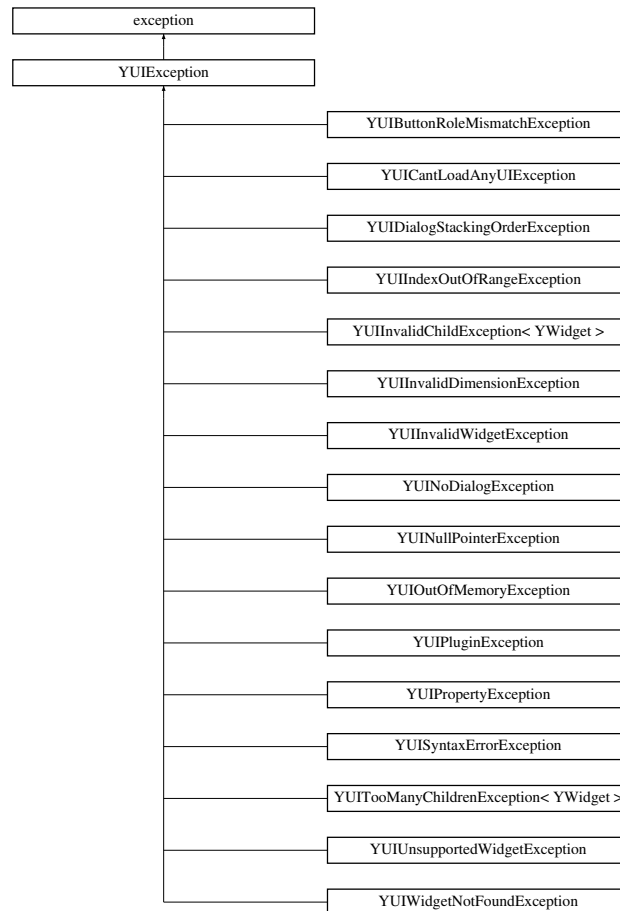 exception
YUIException
YUIButtonRoleMismatchException
YUICantLoadAnyUIException
YUIDialogStackingOrderException
YUIIndexOutOfRangeException
YUIInvalidChildException< YWidget >
YUIInvalidDimensionException
YUIInvalidWidgetException
YUINoDialogException
YUINullPointerException
YUIOutOfMemoryException
YUIPluginException
YUIPropertyException
YUISyntaxErrorException
YUITooManyChildrenException< YWidget >
YUIUnsupportedWidgetException
YUIWidgetNotFoundException